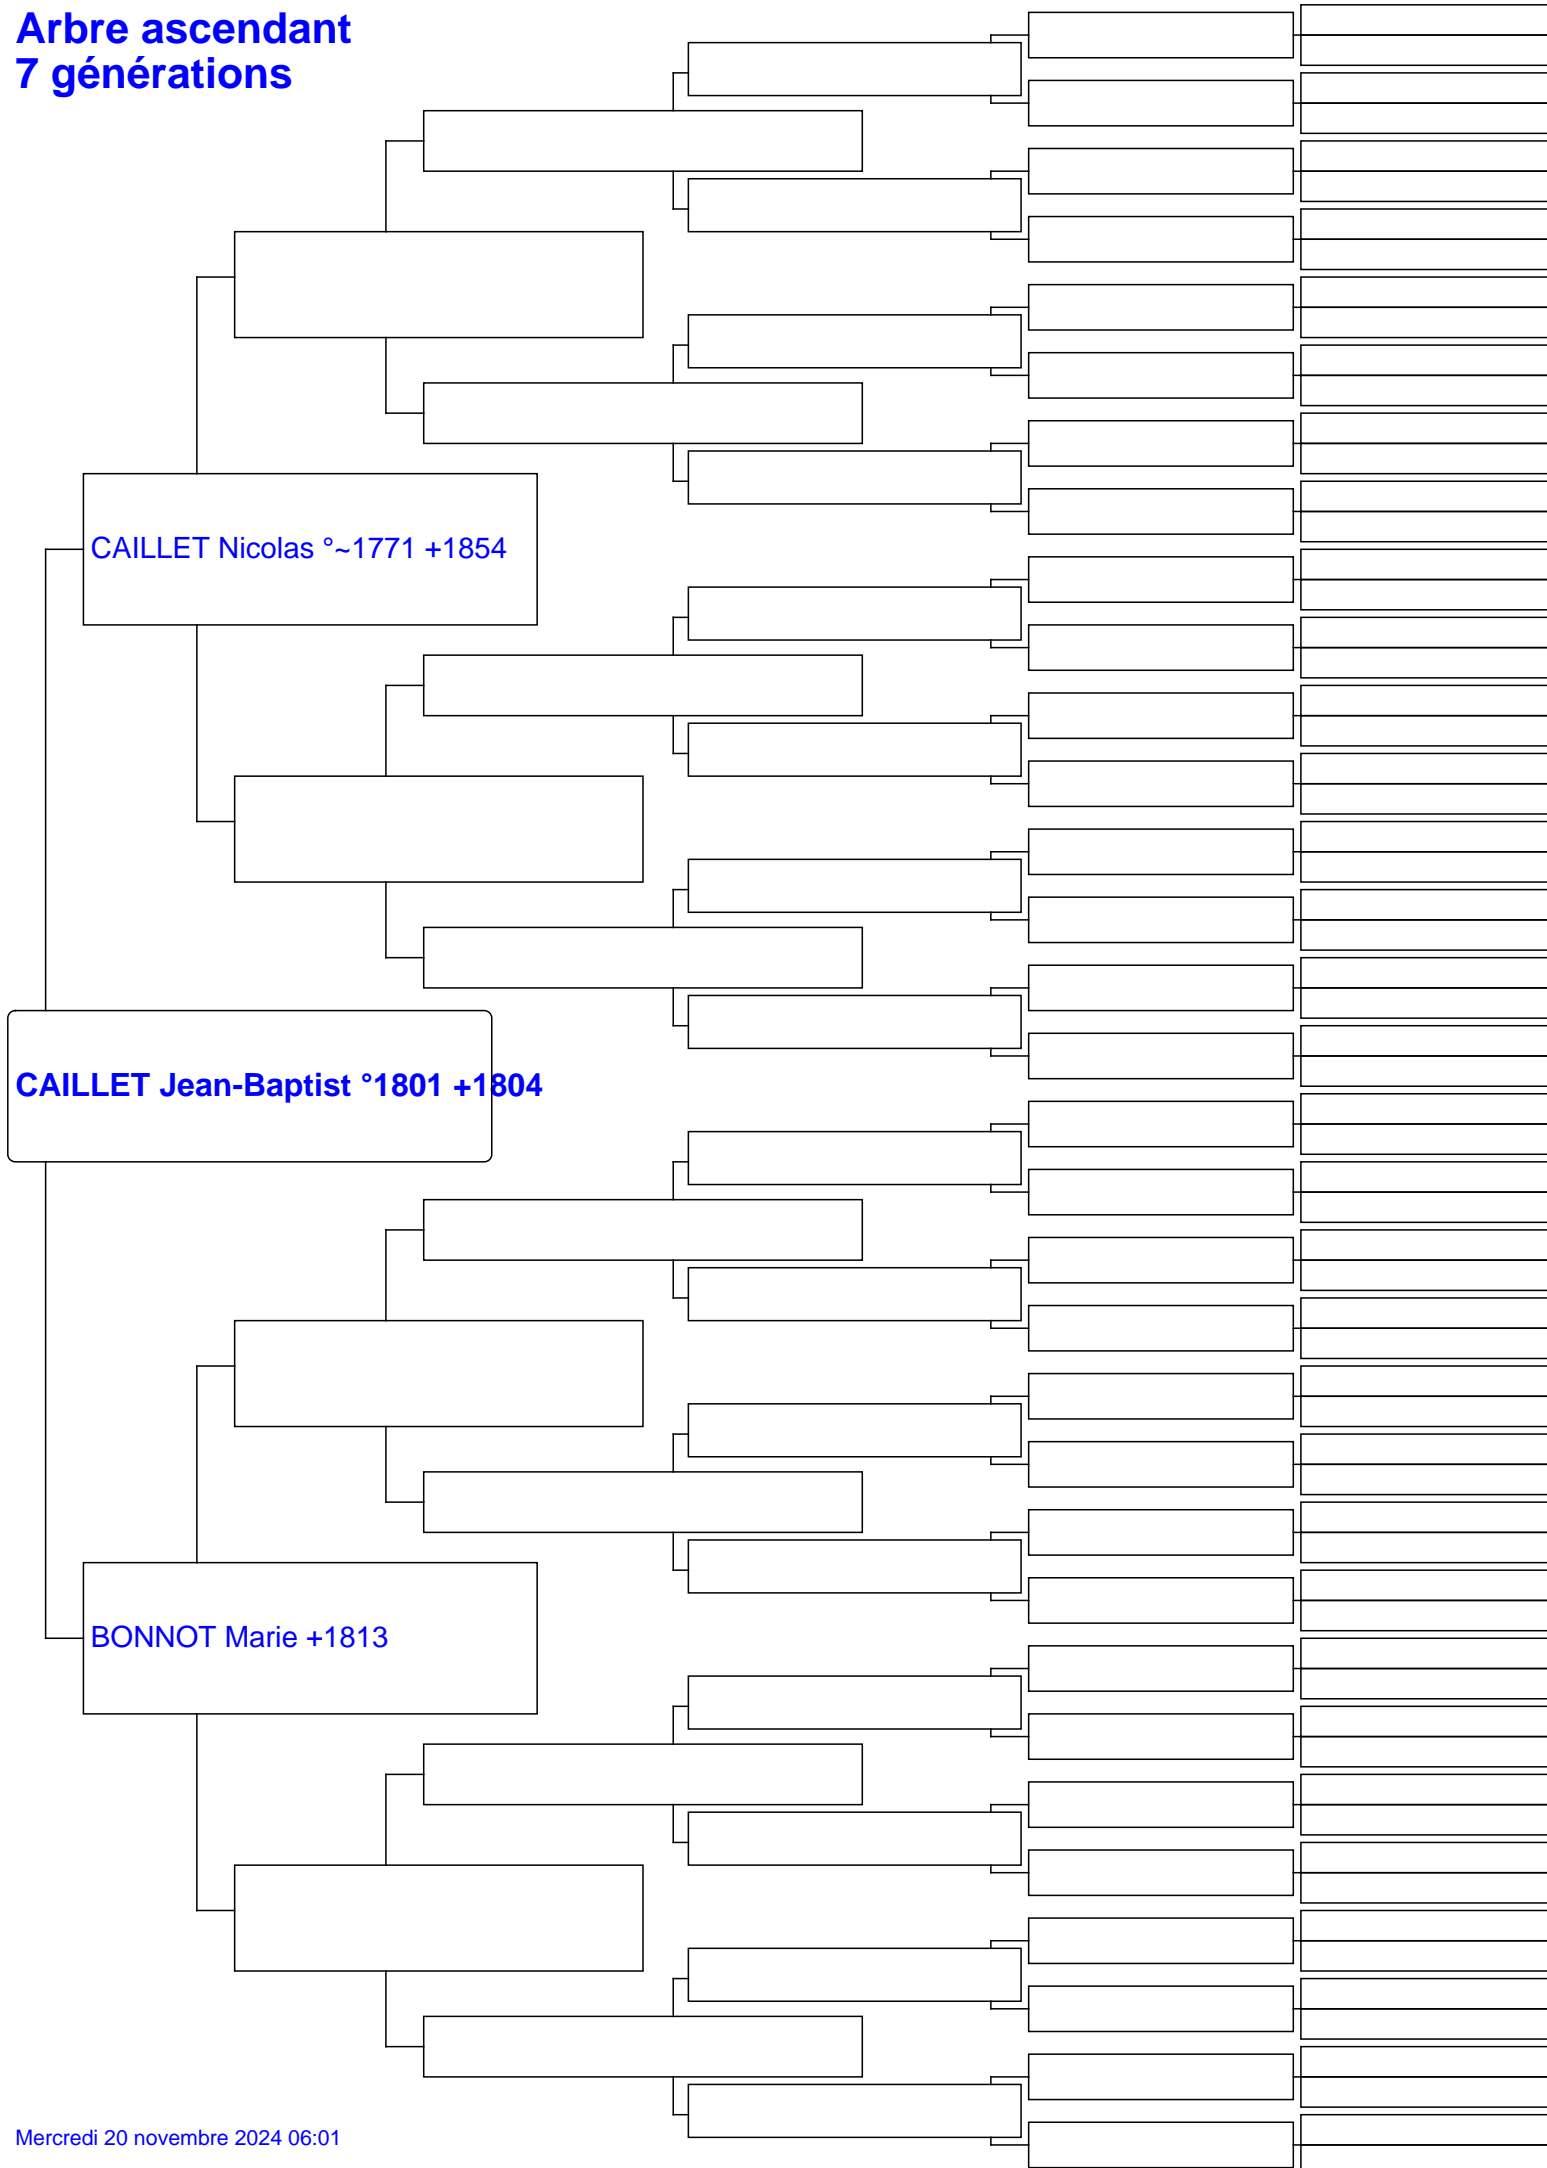 Arbre ascendant
7 générations
CAILLET Nicolas °~1771 +1854
CAILLET Jean-Baptist °1801 +1804
BONNOT Marie +1813
Mercredi 20 novembre 2024 06:01